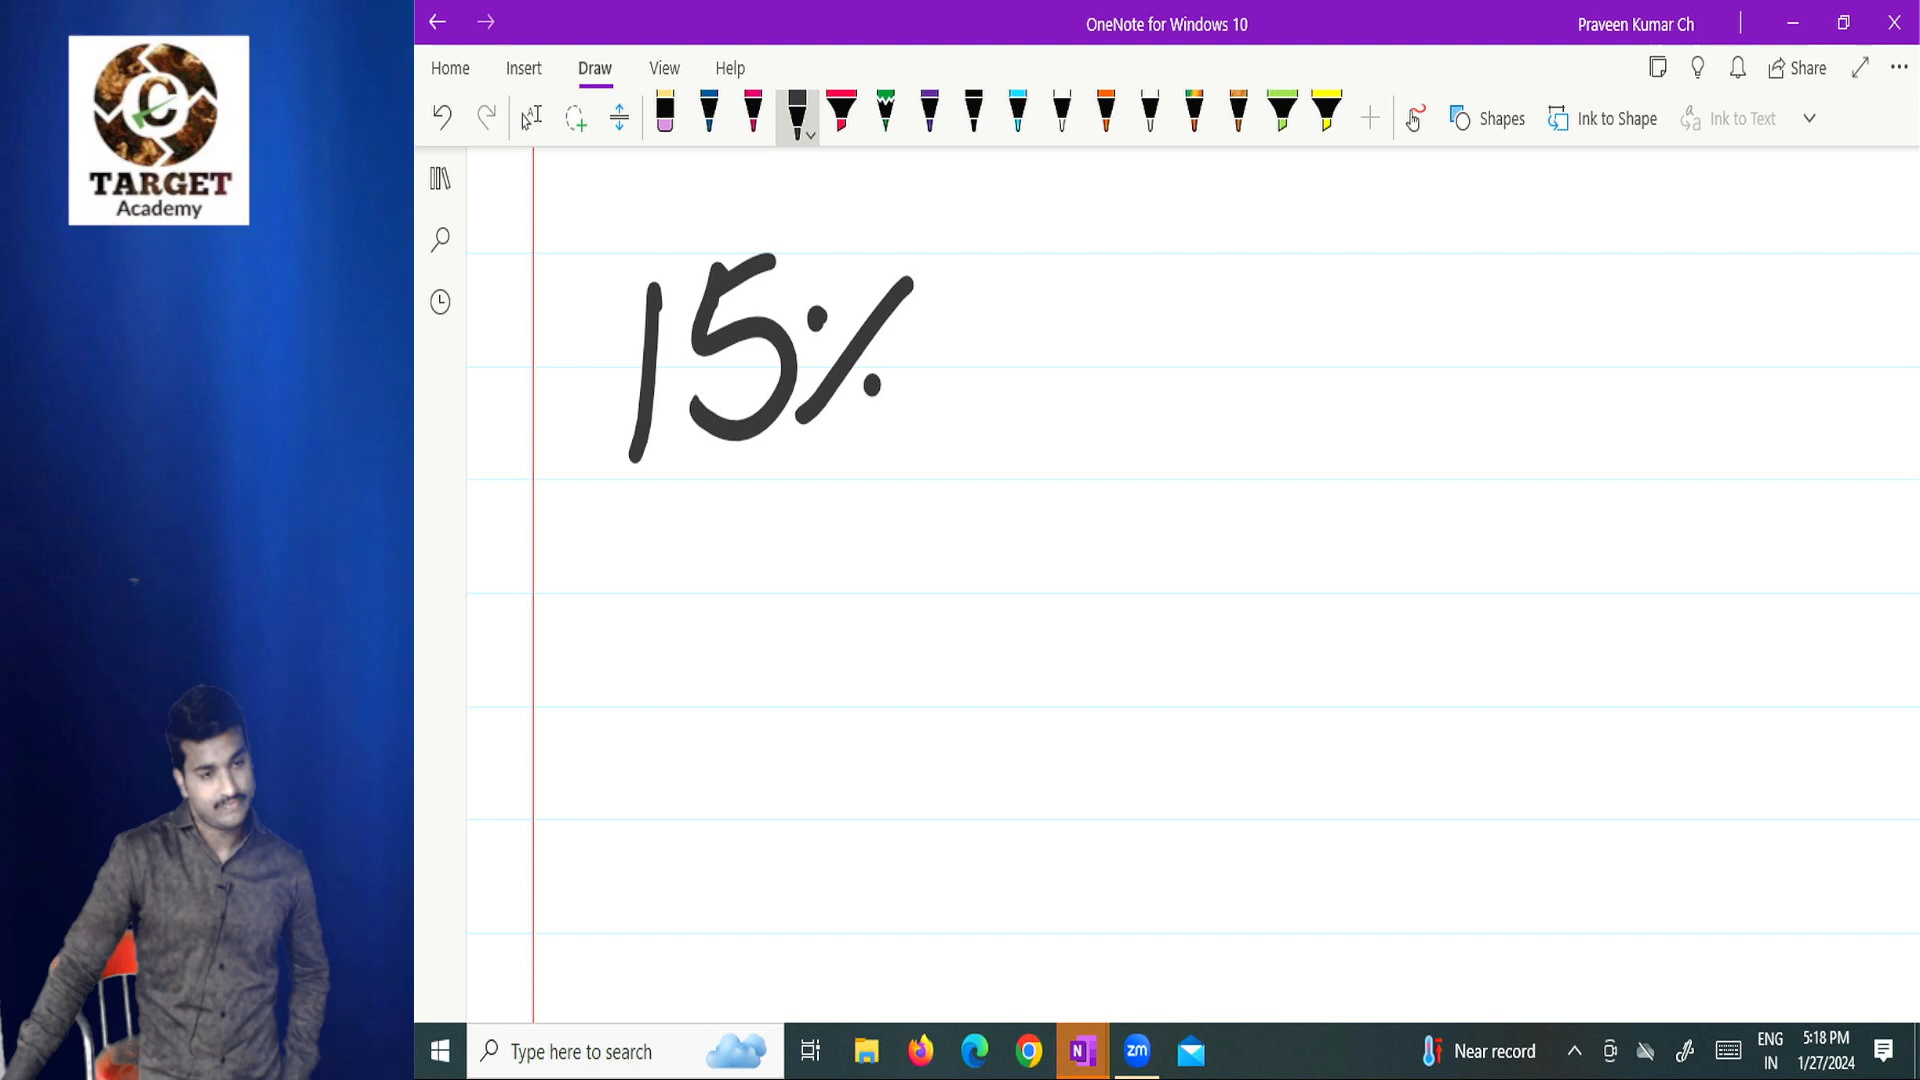 OneNote for Windows 10
Praveen Kumar Ch
Home Insert Draw View Help
Share
Shapes Ink to Shape Ink to Text
C
TARGET
Academy
15%
Type here to search
N
zm
Near record
ENG
IN
5:18 PM
1/27/2024